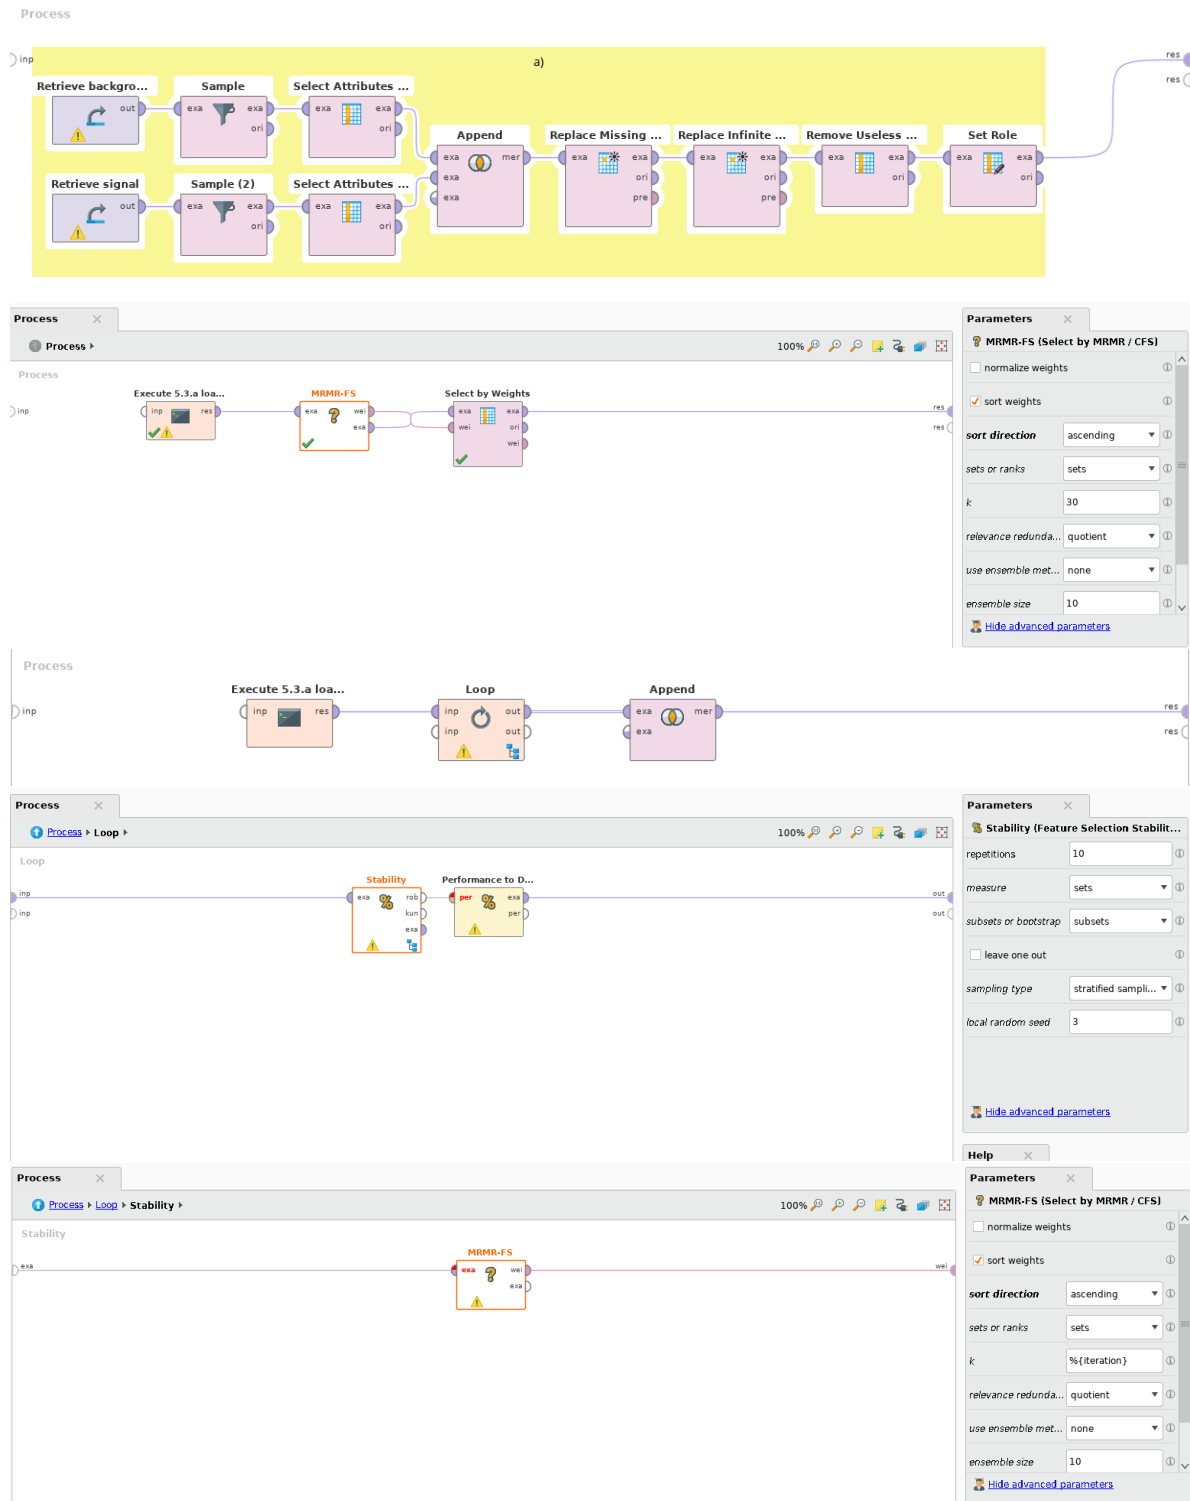 Process
inp
a)
res
res
Retrieve backgro...
Sample
Select Attributes ...
out
exa exa
ori
exa exa
ori
Append
Replace Missing ...
Replace Infinite ...
Remove Useless ...
Set Role
exa mer
exa
exa
exa exa
ori
pre
exa exa
ori
pre
exa exa
ori
exa exa
ori
Retrieve signal
Sample (2)
Select Attributes ...
out
exa exa
ori
exa exa
ori
Process
Process
100%
Process
inp
Execute 5.3.a loa...
MRMR-FS
Select by Weights
inp res
exa wei
exa
exa exa
wei ori
wei
res
res
Parameters
MRMR-FS (Select by MRMR / CFS)
normalize weights
sort weights
sort direction ascending
sets or ranks sets
k 30
relevance redunda... quotient
use ensemble met... none
ensemble size 10
Hide advanced parameters
Process
inp
Execute 5.3.a loa...
Loop
Append
inp res
inp out
inp out
exa mer
exa
res
res
Process
Process Loop
100%
Loop
inp
inp
Stability
Performance to D...
exa rob
kun
exa
per exa
per
out
out
Parameters
Stability (Feature Selection Stabilit...
repetitions 10
measure sets
subsets or bootstrap subsets
leave one out
sampling type stratified sampli...
local random seed 3
Hide advanced parameters
Help
Process
Process Loop Stability
100%
Stability
exa
MRMR-FS
exa wei
exa
wei
Parameters
MRMR-FS (Select by MRMR / CFS)
normalize weights
sort weights
sort direction ascending
sets or ranks sets
k %{iteration}
relevance redunda... quotient
use ensemble met... none
ensemble size 10
Hide advanced parameters